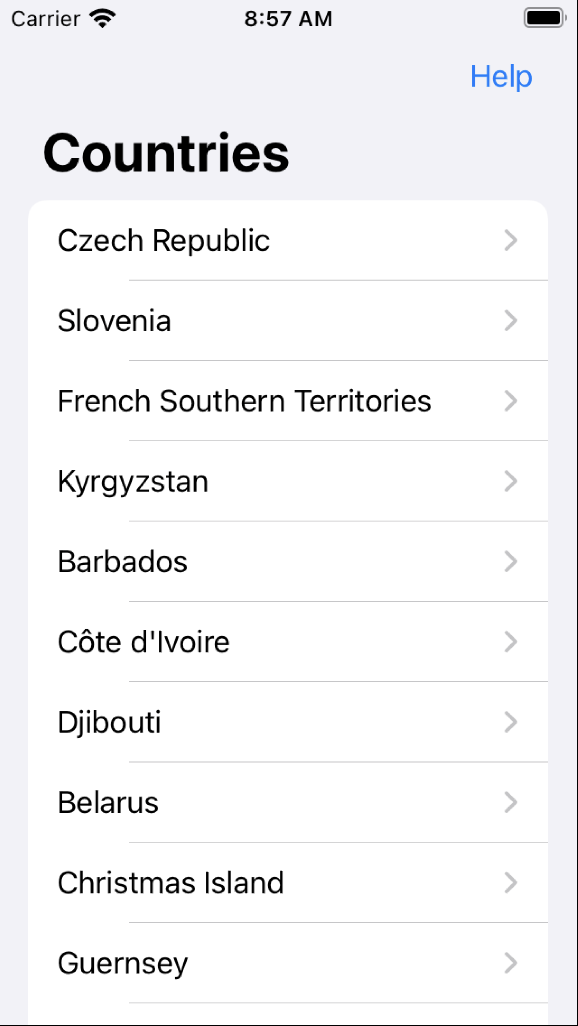 Carrier 8:57 AM
Help
Countries
Czech Republic
Slovenia
French Southern Territories
Kyrgyzstan
Barbados
Côte d'Ivoire
Djibouti
Belarus
Christmas Island
Guernsey